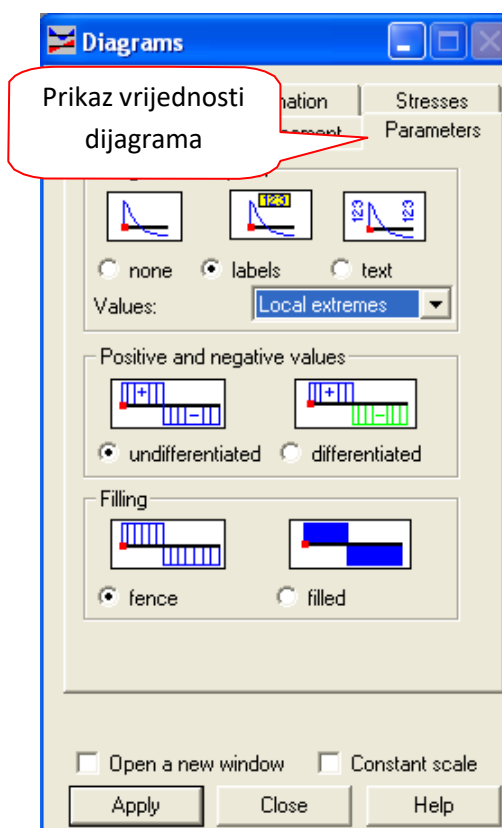 Diagrams
Prikaz vrijednosti
dijagrama
Stresses
Parameters
123
123
123
none
labels
text
Values:
Local extremes
Positive and negative values
+
−
+
−
undifferentiated
differentiated
Filling
fence
filled
Open a new window
Constant scale
Apply
Close
Help